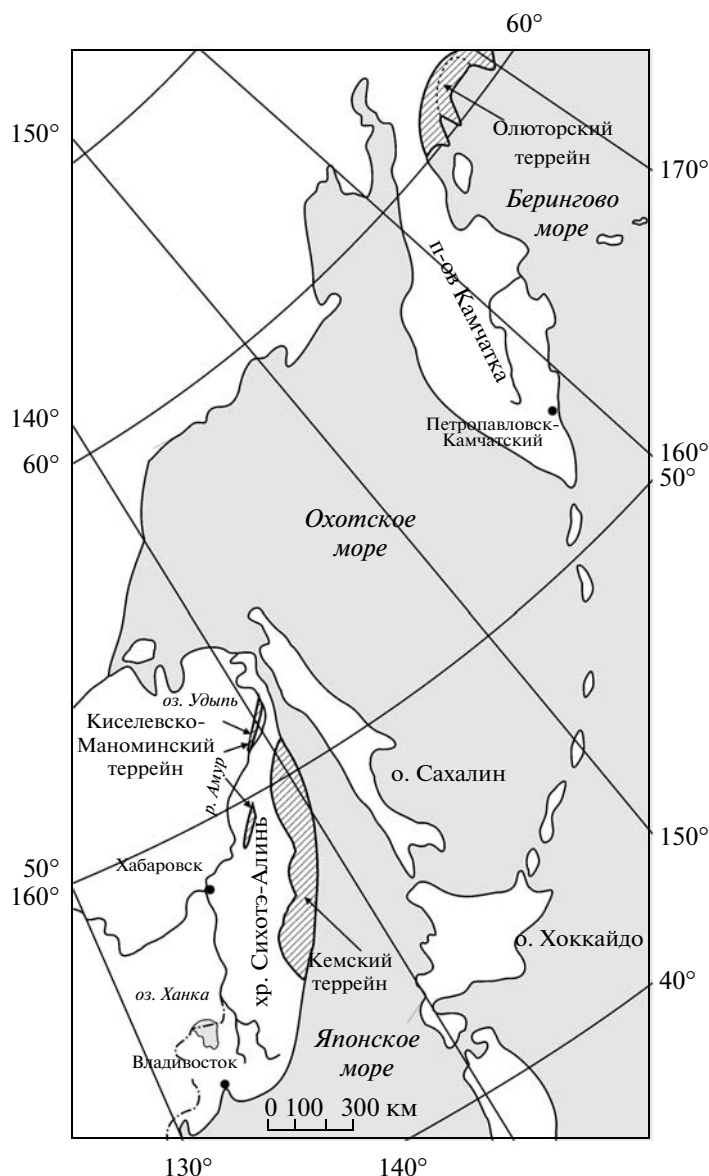 60°
150°
Олюторский
террейн
170°
Берингово
море
п-ов Камчатка
140°
Петропавловск-
Камчатский
60°
160°
50°
Охотское
море
оз. Удыпь
Киселевско-
Маноминский
террейн
р. Амур
о. Сахалин
150°
50°
Хабаровск
160°
хр. Сихотэ-Алинь
о. Хоккайдо
Кемский
террейн
40°
оз. Ханка
Японское
море
Владивосток
0 100 300 км
130°
140°